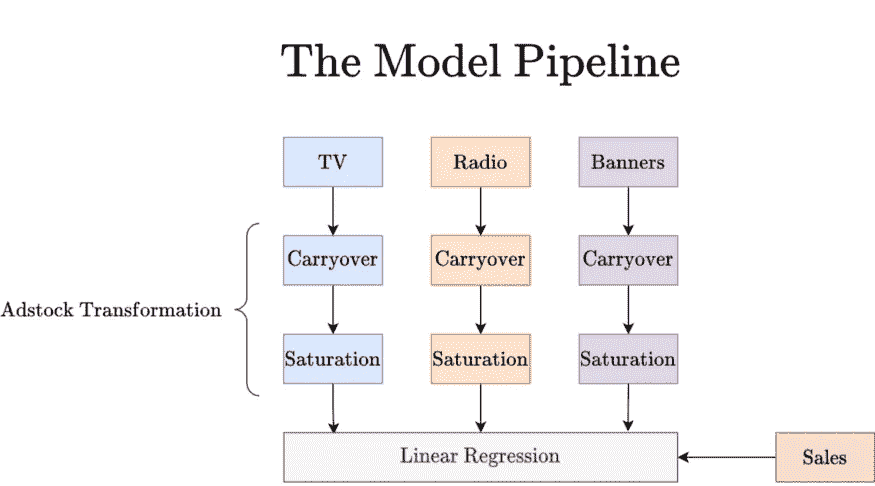 The Model Pipeline
TV
Radio
Banners
Carryover
Carryover
Carryover
Adstock Transformation
Saturation
Saturation
Saturation
Linear Regression
Sales